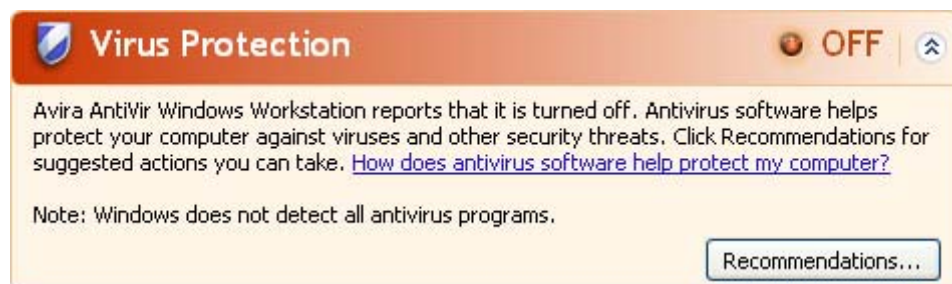 Virus Protection OFF
Avira AntiVir Windows Workstation reports that it is turned off. Antivirus software helps
protect your computer against viruses and other security threats. Click Recommendations for
suggested actions you can take. How does antivirus software help protect my computer?
Note: Windows does not detect all antivirus programs.
Recommendations...